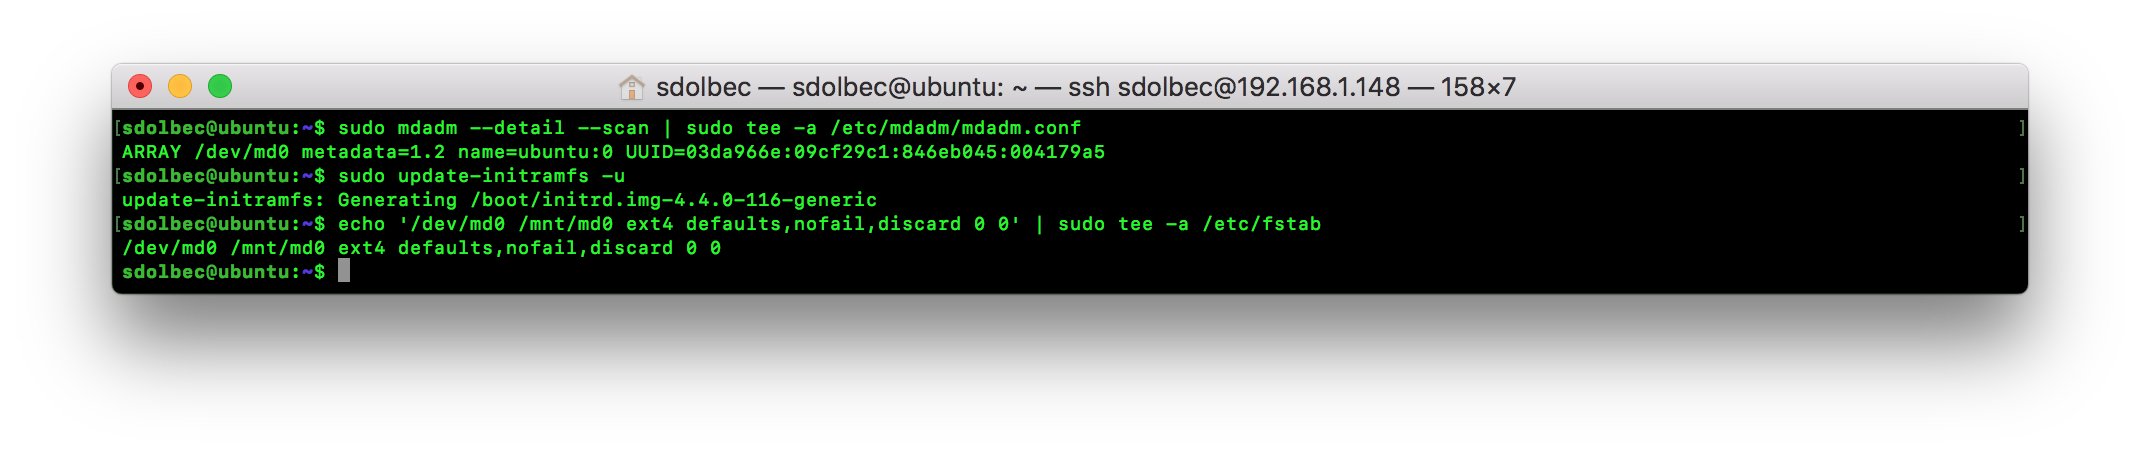 sdolbec — sdolbec@ubuntu: ~ — ssh sdolbec@192.168.1.148 — 158×7
[sdolbec@ubuntu:~$ sudo mdadm --detail --scan | sudo tee -a /etc/mdadm/mdadm.conf ]
ARRAY /dev/md0 metadata=1.2 name=ubuntu:0 UUID=03da966e:09cf29c1:846eb045:004179a5
[sdolbec@ubuntu:~$ sudo update-initramfs -u ]
update-initramfs: Generating /boot/initrd.img-4.4.0-116-generic
[sdolbec@ubuntu:~$ echo '/dev/md0 /mnt/md0 ext4 defaults,nofail,discard 0 0' | sudo tee -a /etc/fstab ]
/dev/md0 /mnt/md0 ext4 defaults,nofail,discard 0 0
sdolbec@ubuntu:~$